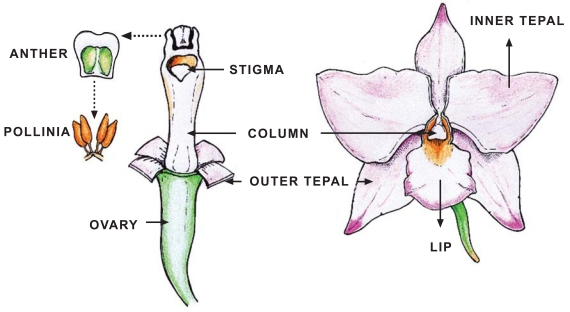 INNER TEPAL
ANTHER
STIGMA
POLLINIA
COLUMN
OUTER TEPAL
OVARY
LIP